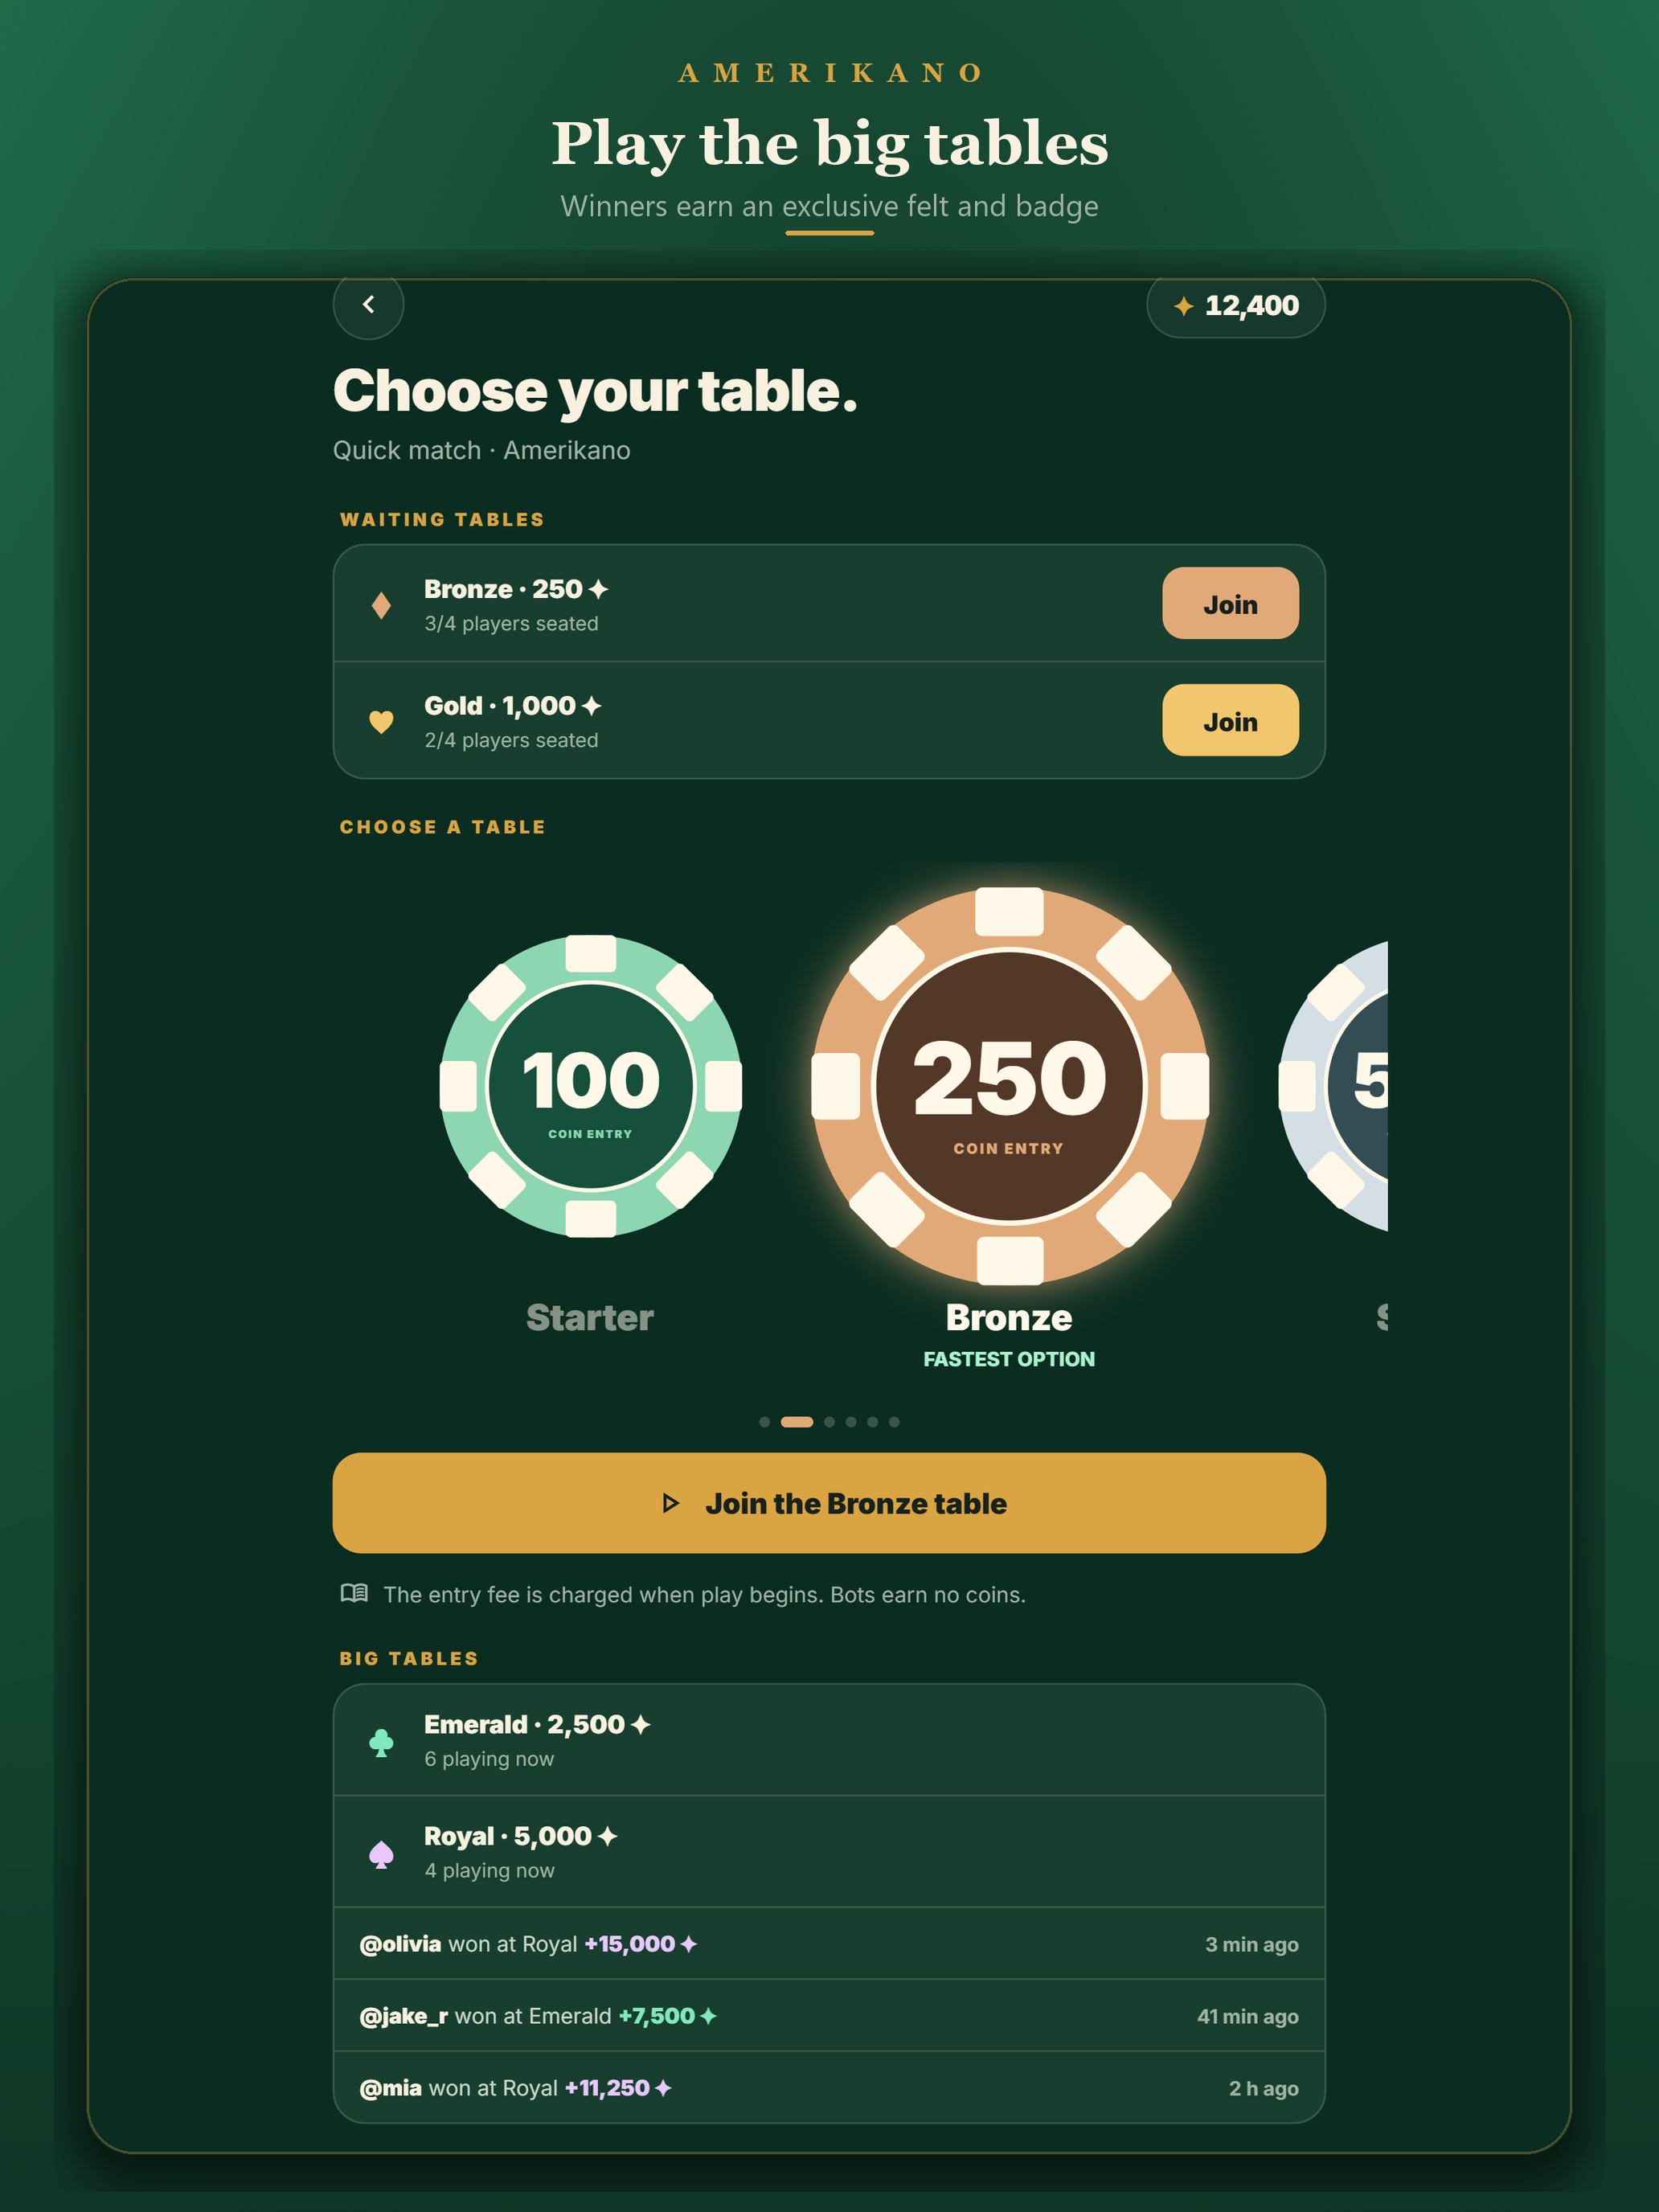 AMERIKANO
Play the big tables
Winners earn an exclusive felt and badge
12,400
Choose your table.
Quick match · Amerikano
WAITING TABLES
Bronze · 250 ✦
3/4 players seated
Join
Gold · 1,000 ✦
2/4 players seated
Join
CHOOSE A TABLE
100
COIN ENTRY
Starter
250
COIN ENTRY
Bronze
FASTEST OPTION
5
S
Join the Bronze table
The entry fee is charged when play begins. Bots earn no coins.
BIG TABLES
Emerald · 2,500 ✦
6 playing now
Royal · 5,000 ✦
4 playing now
@olivia won at Royal +15,000 ✦
3 min ago
@jake_r won at Emerald +7,500 ✦
41 min ago
@mia won at Royal +11,250 ✦
2 h ago